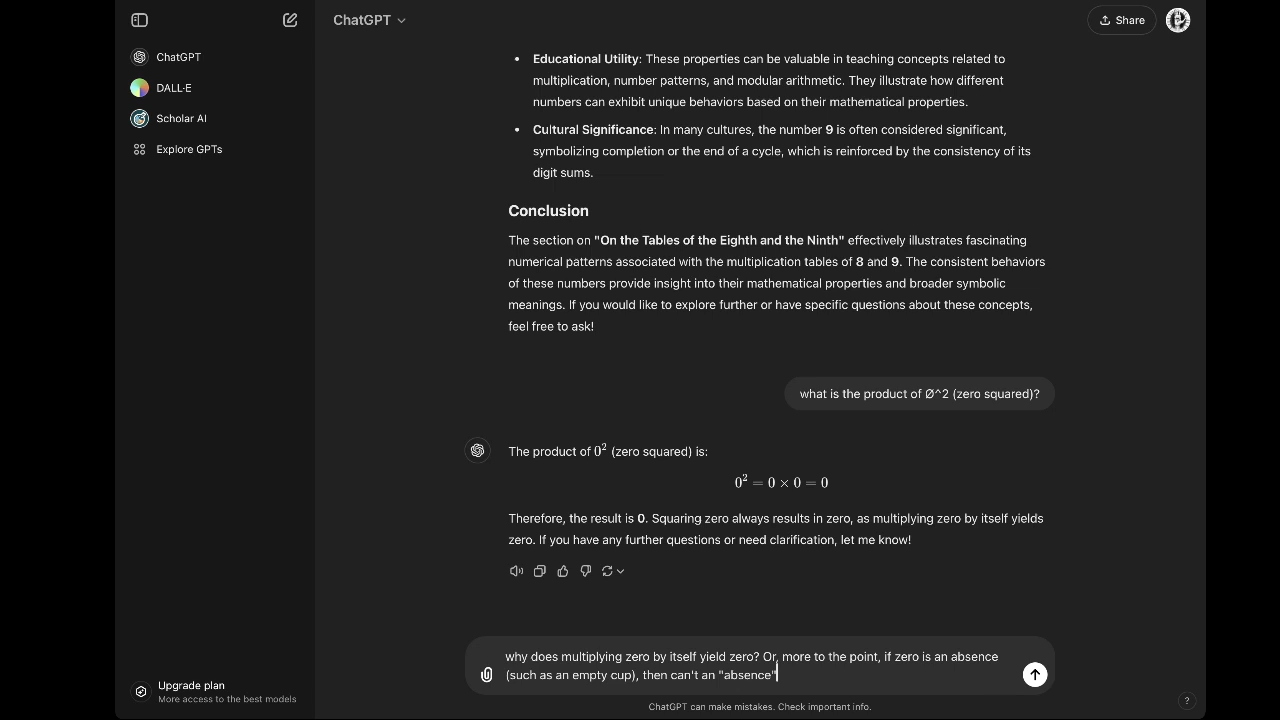 ChatGPT
Share
ChatGPT
DALL·E
Scholar AI
Explore GPTs
• Educational Utility: These properties can be valuable in teaching concepts related to
multiplication, number patterns, and modular arithmetic. They illustrate how different
numbers can exhibit unique behaviors based on their mathematical properties.
• Cultural Significance: In many cultures, the number 9 is often considered significant,
symbolizing completion or the end of a cycle, which is reinforced by the consistency of its
digit sums.
Conclusion
The section on "On the Tables of the Eighth and the Ninth" effectively illustrates fascinating
numerical patterns associated with the multiplication tables of 8 and 9. The consistent behaviors
of these numbers provide insight into their mathematical properties and broader symbolic
meanings. If you would like to explore further or have specific questions about these concepts,
feel free to ask!
what is the product of Ø^2 (zero squared)?
The product of 0² (zero squared) is:
0² = 0 × 0 = 0
Therefore, the result is 0. Squaring zero always results in zero, as multiplying zero by itself yields
zero. If you have any further questions or need clarification, let me know!
why does multiplying zero by itself yield zero? Or, more to the point, if zero is an absence
(such as an empty cup), then can't an "absence"
Upgrade plan
More access to the best models
ChatGPT can make mistakes. Check important info.
?